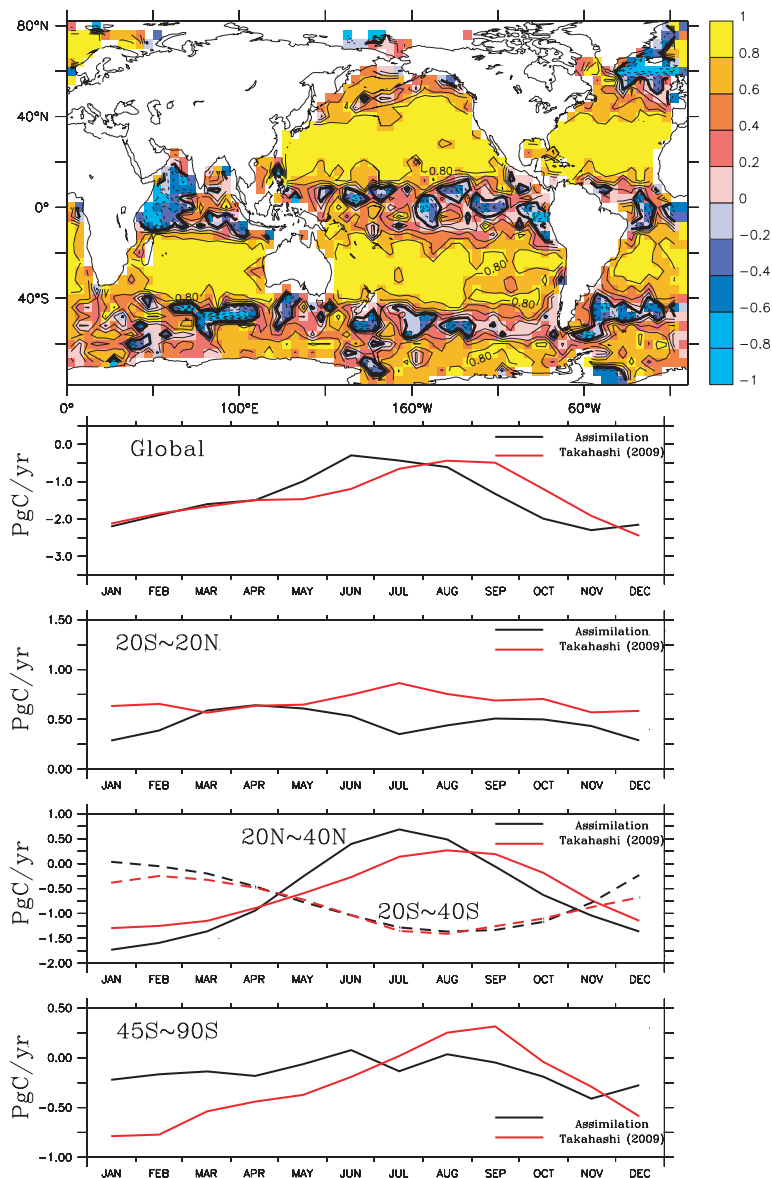 80°N
40°N
0°
40°S
0°
100°E
160°W
60°W
0.80
0.80
0.80
0.80
1
0.8
0.6
0.4
0.2
0
−0.2
−0.4
−0.6
−0.8
−1
Global
Assimilation
Takahashi (2009)
PgC/yr
0.0
−1.0
−2.0
−3.0
JAN FEB MAR APR MAY JUN JUL AUG SEP OCT NOV DEC
20S~20N
Assimilation
Takahashi (2009)
PgC/yr
1.50
1.00
0.50
0.00
JAN FEB MAR APR MAY JUN JUL AUG SEP OCT NOV DEC
20N~40N
Assimilation
Takahashi (2009)
20S~40S
PgC/yr
1.00
0.50
0.00
−0.50
−1.00
−1.50
−2.00
JAN FEB MAR APR MAY JUN JUL AUG SEP OCT NOV DEC
45S~90S
Assimilation
Takahashi (2009)
PgC/yr
0.50
0.00
−0.50
−1.00
JAN FEB MAR APR MAY JUN JUL AUG SEP OCT NOV DEC